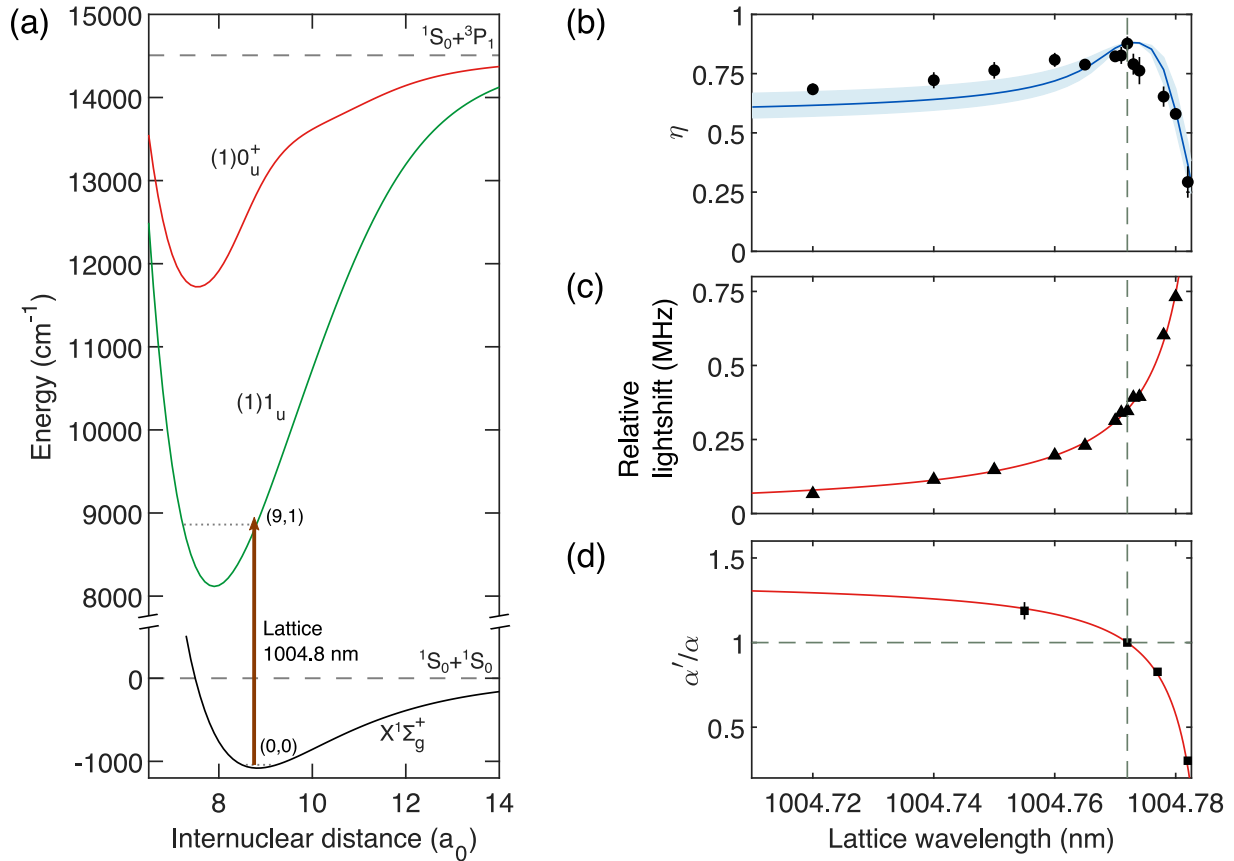 (a)
15000
14000
13000
12000
11000
10000
9000
8000
0
-1000
Energy (cm⁻¹)
¹S₀+³P₁
(1)0ᵤ⁺
(1)1ᵤ
(9,1)
Lattice
1004.8 nm
¹S₀+¹S₀
(0,0)
X¹Σg⁺
8 10 12 14
Internuclear distance (a₀)
(b)
1
0.75
0.5
0.25
0
η
(c)
0.75
0.25
0
Relative
lightshift (MHz)
(d)
1.5
1
0.5
α′/α
1004.72 1004.74 1004.76 1004.78
Lattice wavelength (nm)